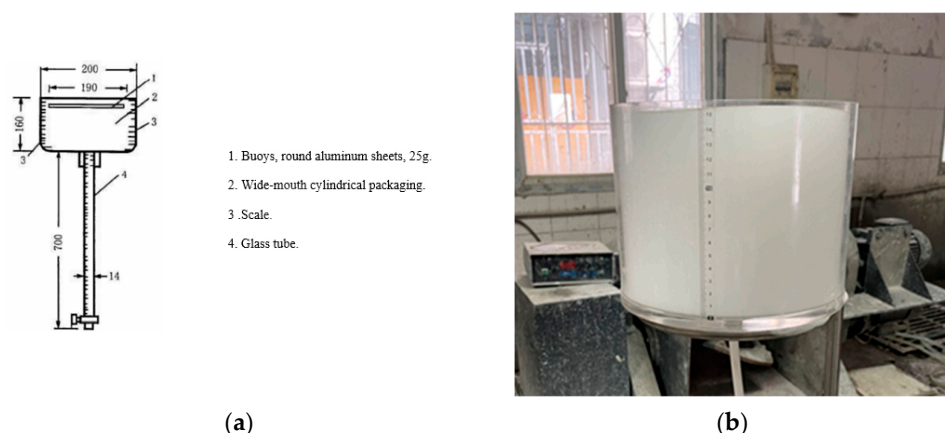 200
1
190
2
160
3
3
4
1. Buoys, round aluminum sheets, 25g.
2. Wide-mouth cylindrical packaging.
3 .Scale.
4. Glass tube.
700
14
(a)
(b)